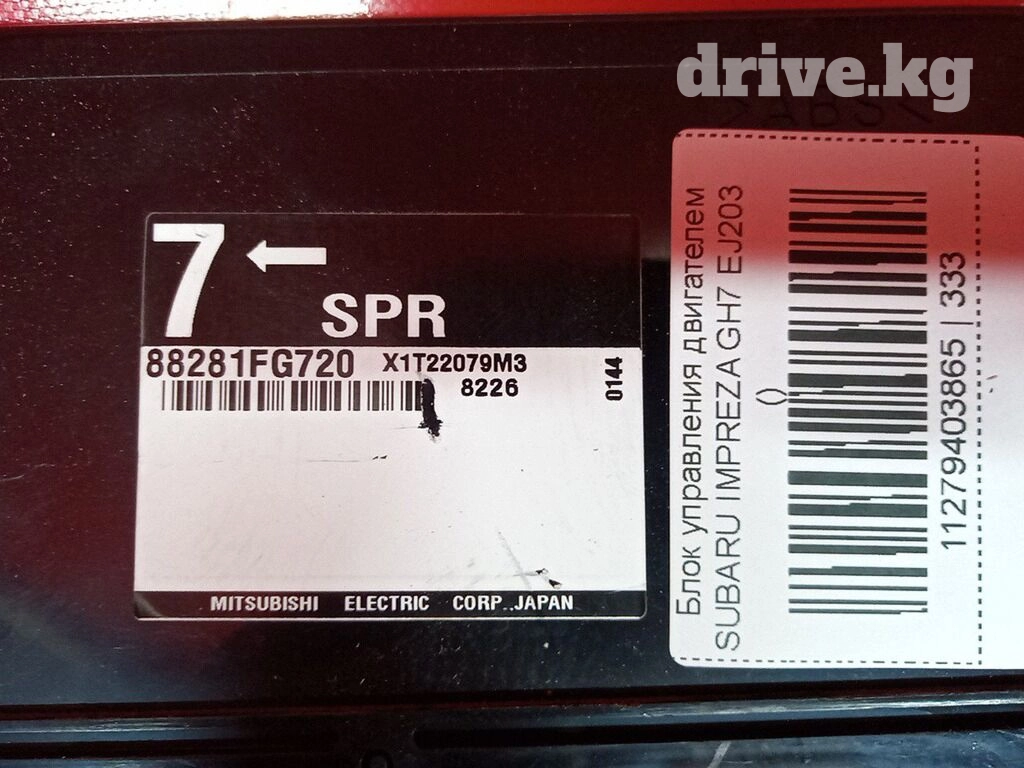 drive.kg
>ABS<
7
SPR
88281FG720 X1T22079M3
8226
0144
MITSUBISHI ELECTRIC CORP. JAPAN
Блок управления двигателем
SUBARU IMPREZA GH7 EJ203
11279403865 | 333